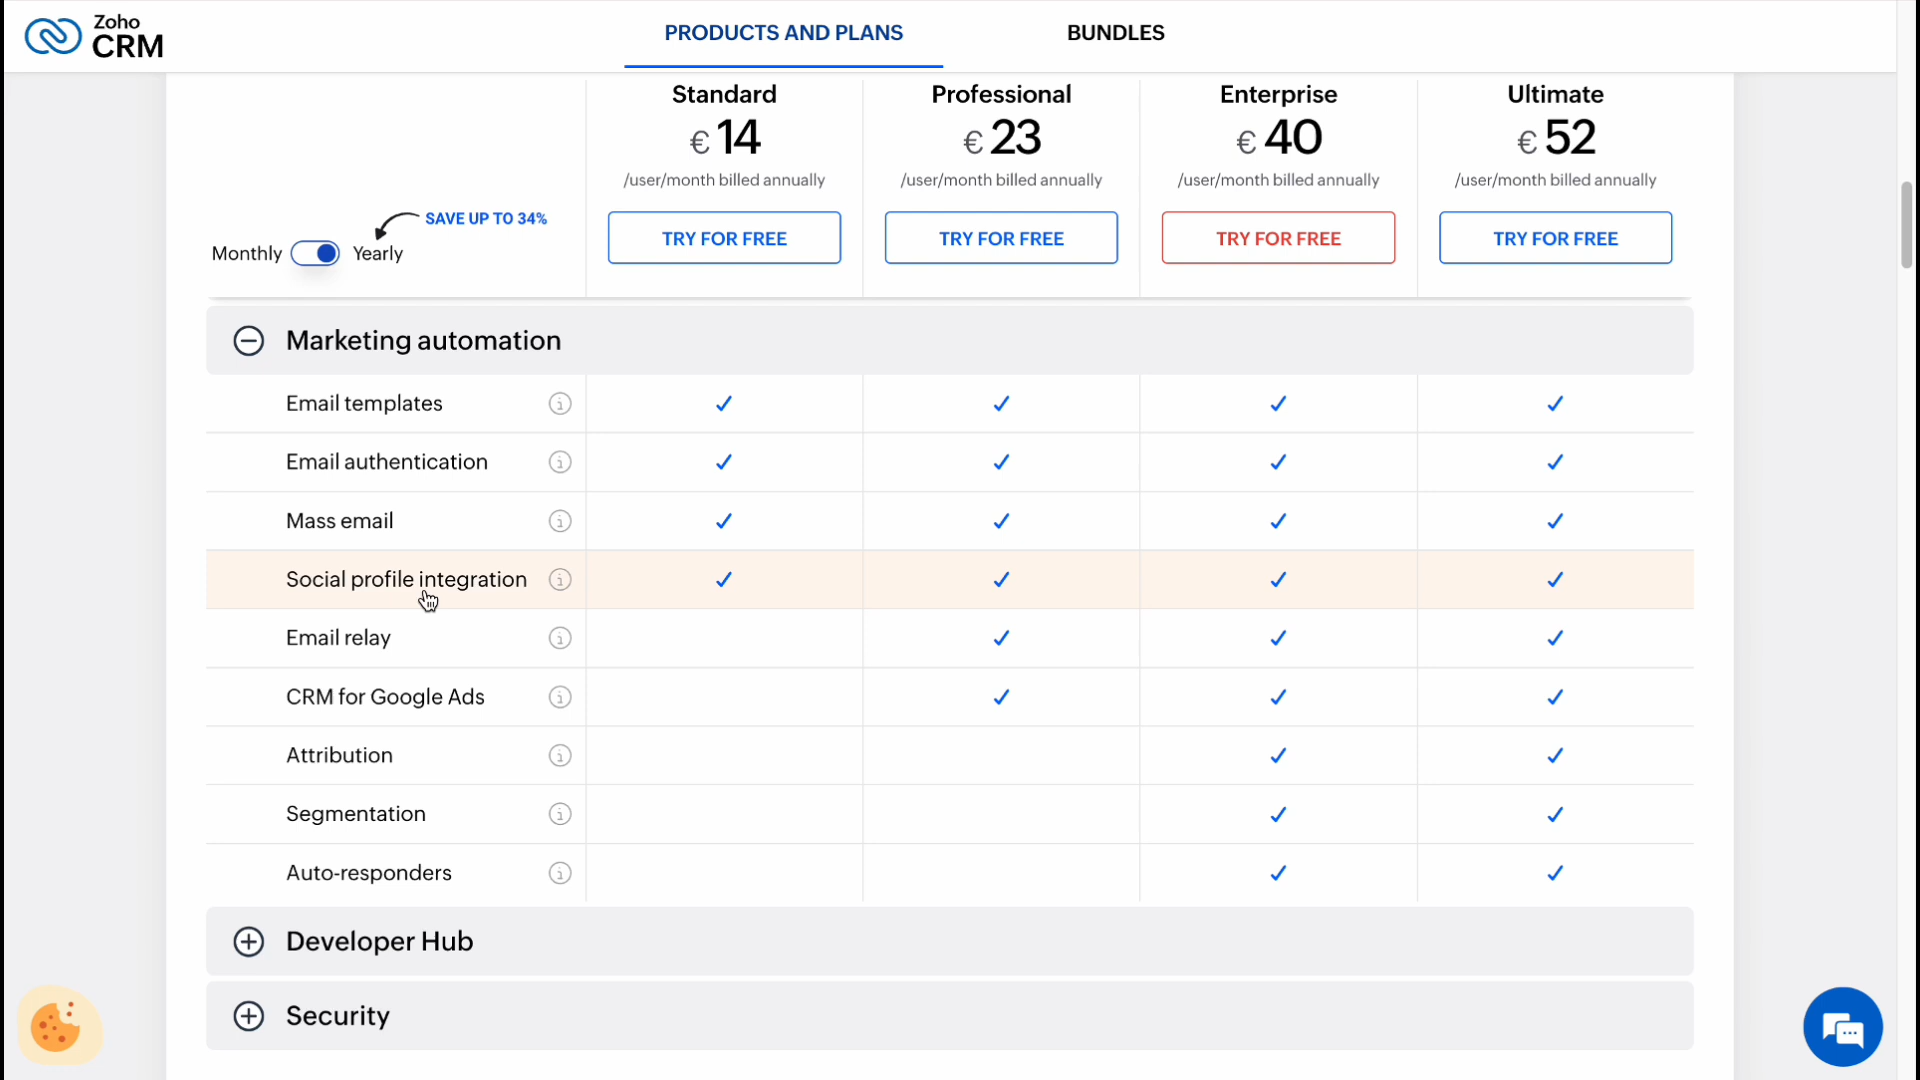 Zoho
CRM
PRODUCTS AND PLANS
BUNDLES
Standard
€ 14
/user/month billed annually
TRY FOR FREE
Professional
€ 23
/user/month billed annually
TRY FOR FREE
Enterprise
€ 40
/user/month billed annually
TRY FOR FREE
Ultimate
€ 52
/user/month billed annually
TRY FOR FREE
SAVE UP TO 34%
Monthly
Yearly
Marketing automation
Email templates
Email authentication
Mass email
Social profile integration
Email relay
CRM for Google Ads
Attribution
Segmentation
Auto-responders
Developer Hub
Security